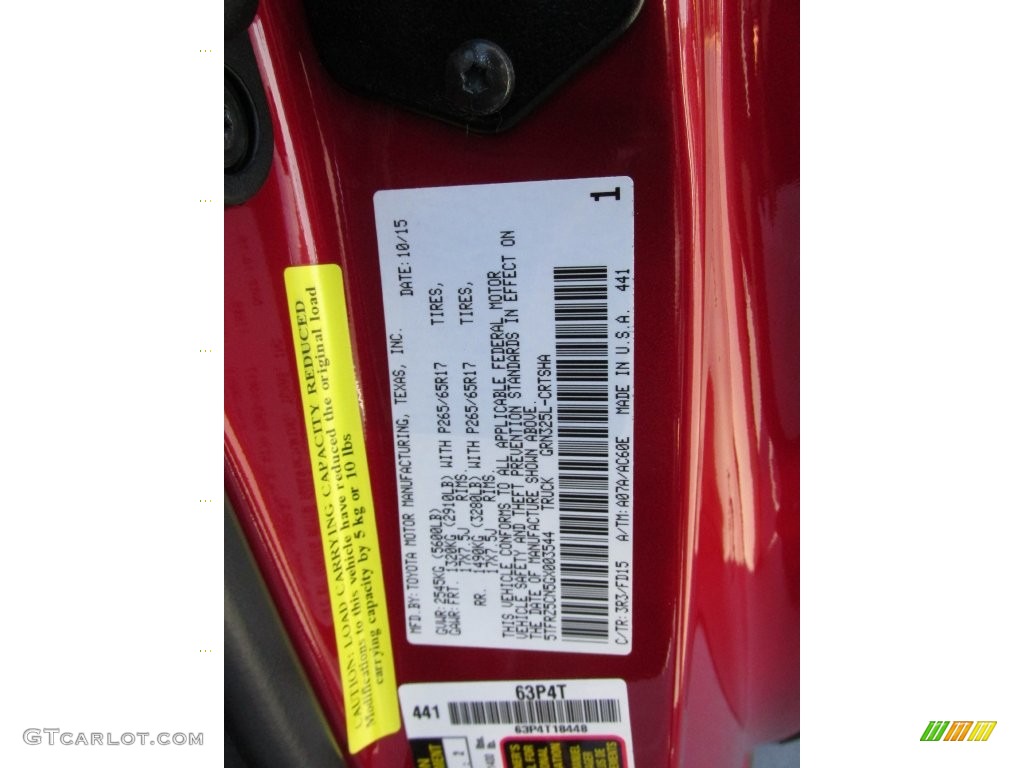 CAUTION: LOAD CARRYING CAPACITY REDUCED
Modifications to this vehicle have reduced the original load
carrying capacity by 5 kg or 10 lbs
MFD.BY:TOYOTA MOTOR MANUFACTURING, TEXAS, INC. DATE:10/15
GVWR:2545KG (5600LB)
GAWR:FRT. 1320KG (2910LB) WITH P265/65R17 TIRES,
17X7.5J RIMS.
RR. 1490KG (3280LB) WITH P265/65R17 TIRES,
17X7.5J RIMS.
THIS VEHICLE CONFORMS TO ALL APPLICABLE FEDERAL MOTOR
VEHICLE SAFETY AND THEFT PREVENTION STANDARDS IN EFFECT ON
THE DATE OF MANUFACTURE SHOWN ABOVE.
5TFRZ5CN5GX003544 TRUCK GRN325L-CRTSHA
C/TR:3R3/FD15 A/TM:A07A/AC60E MADE IN U.S.A. 441
1
63P4T
441
63P4T18448
GTCARLOT.COM